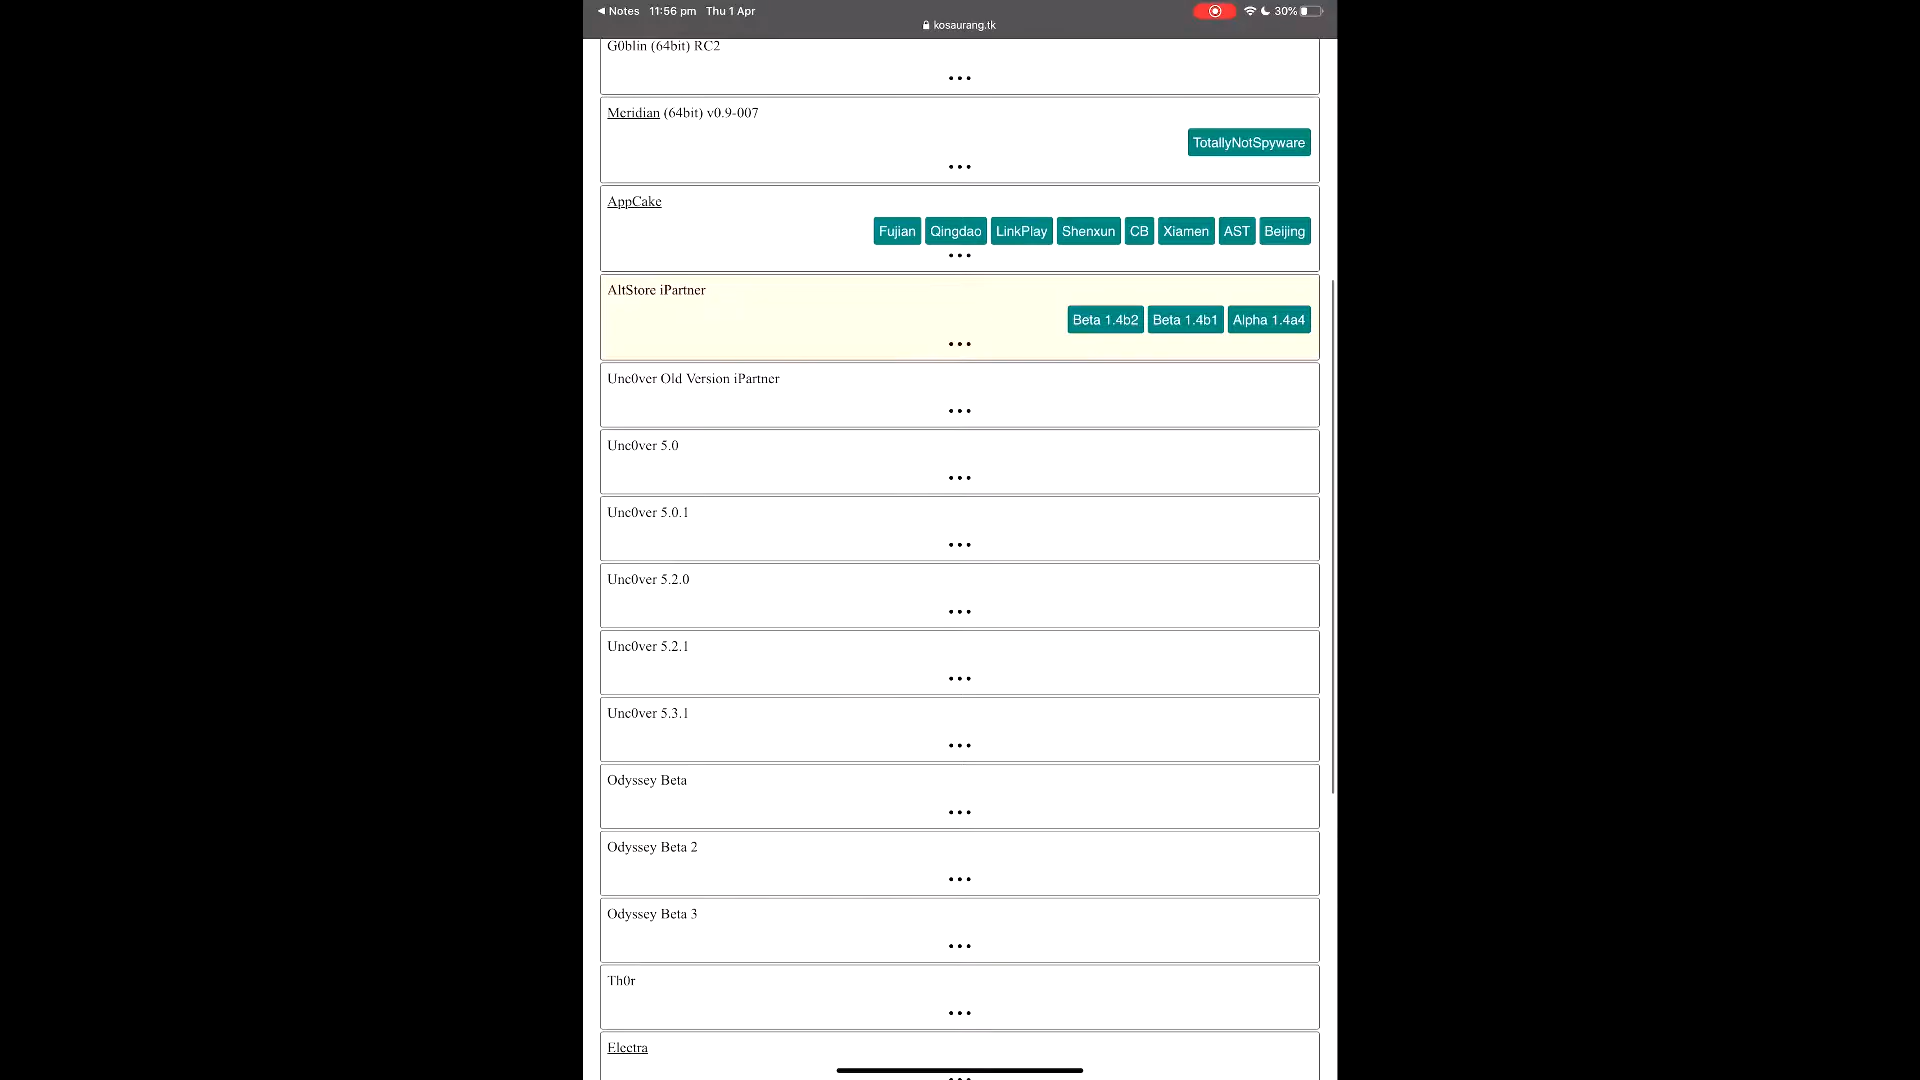 Notes 11:56 pm Thu 1 Apr 30%
kosaurang.tk
G0blin (64bit) RC2
Meridian (64bit) v0.9-007
TotallyNotSpyware
AppCake
Fujian Qingdao LinkPlay Shenxun CB Xiamen AST Beijing
AltStore iPartner
Beta 1.4b2 Beta 1.4b1 Alpha 1.4a4
Unc0ver Old Version iPartner
Unc0ver 5.0
Unc0ver 5.0.1
Unc0ver 5.2.0
Unc0ver 5.2.1
Unc0ver 5.3.1
Odyssey Beta
Odyssey Beta 2
Odyssey Beta 3
Th0r
Electra